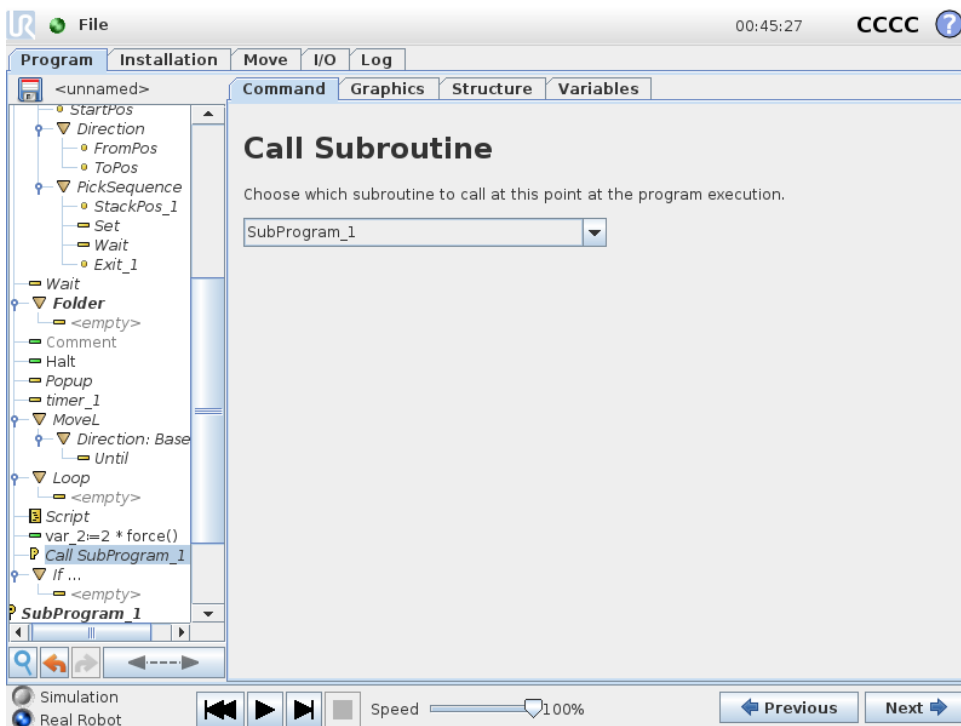 UR File 00:45:27 CCCC ?
Program Installation Move I/O Log
<unnamed>
Command Graphics Structure Variables
StartPos
Direction
FromPos
ToPos
PickSequence
StackPos_1
Set
Wait
Exit_1
Wait
Folder
<empty>
Comment
Halt
Popup
timer_1
MoveL
Direction: Base
Until
Loop
<empty>
Script
var_2:=2 * force()
P Call SubProgram_1
If ...
<empty>
P SubProgram_1
Call Subroutine
Choose which subroutine to call at this point at the program execution.
SubProgram_1
Simulation
Real Robot
Speed 100%
Previous Next